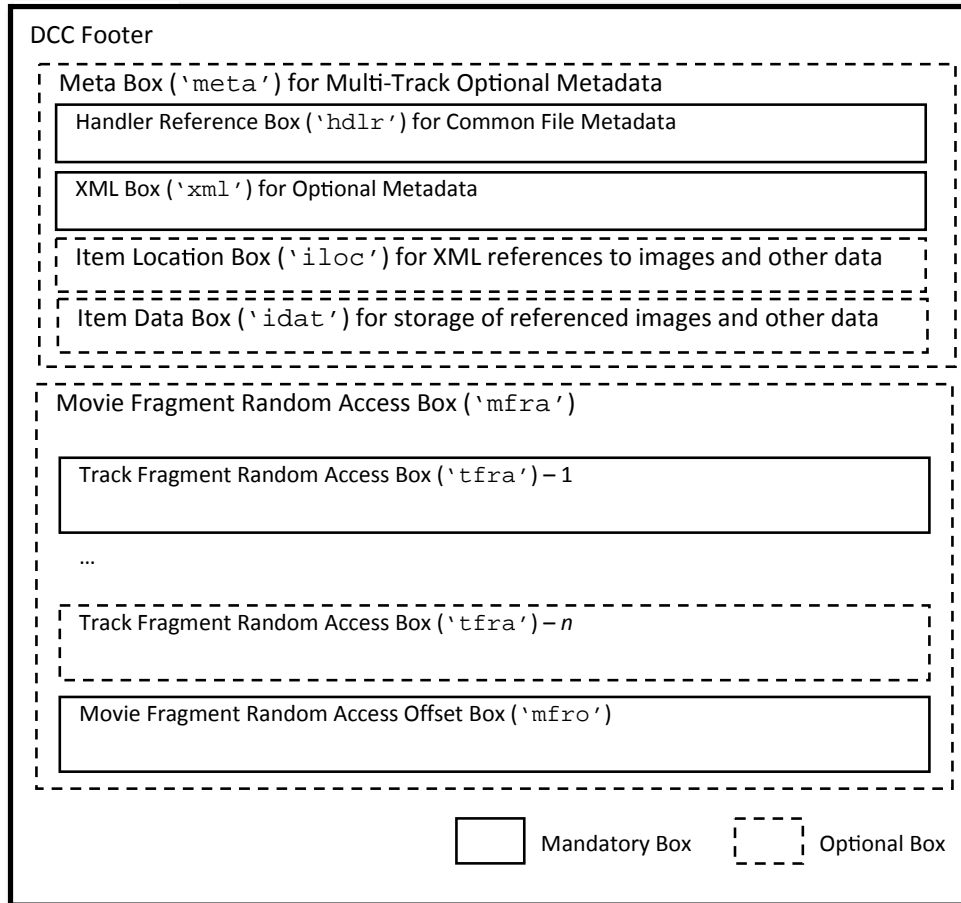 DCC Footer
Meta Box (‘meta’) for Multi-Track Optional Metadata
Handler Reference Box (‘hdlr’) for Common File Metadata
XML Box (‘xml’) for Optional Metadata
Item Location Box (‘iloc’) for XML references to images and other data
Item Data Box (‘idat’) for storage of referenced images and other data
Movie Fragment Random Access Box (‘mfra’)
Track Fragment Random Access Box (‘tfra’) – 1
...
Track Fragment Random Access Box (‘tfra’) – n
Movie Fragment Random Access Offset Box (‘mfro’)
Mandatory Box
Optional Box